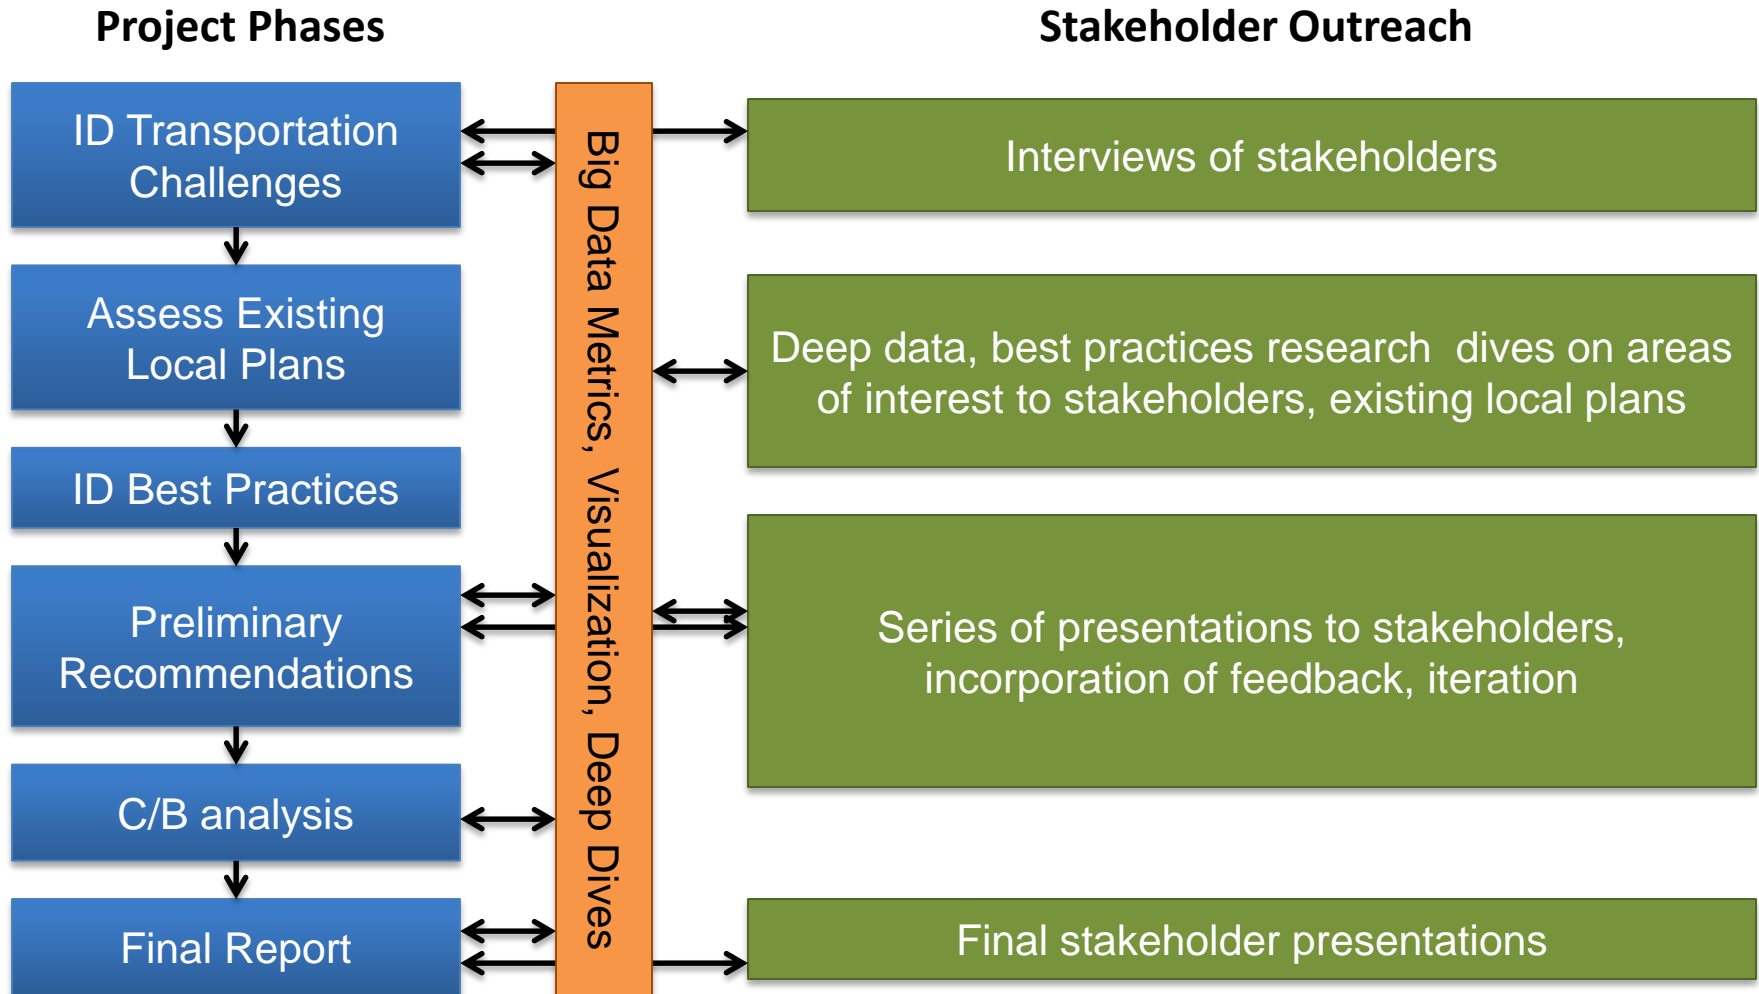 Project Phases
Stakeholder Outreach
ID Transportation
Challenges
Assess Existing
Local Plans
ID Best Practices
Preliminary
Recommendations
C/B analysis
Final Report
Big Data Metrics, Visualization, Deep Dives
Interviews of stakeholders
Deep data, best practices research  dives on areas
of interest to stakeholders, existing local plans
Series of presentations to stakeholders,
incorporation of feedback, iteration
Final stakeholder presentations